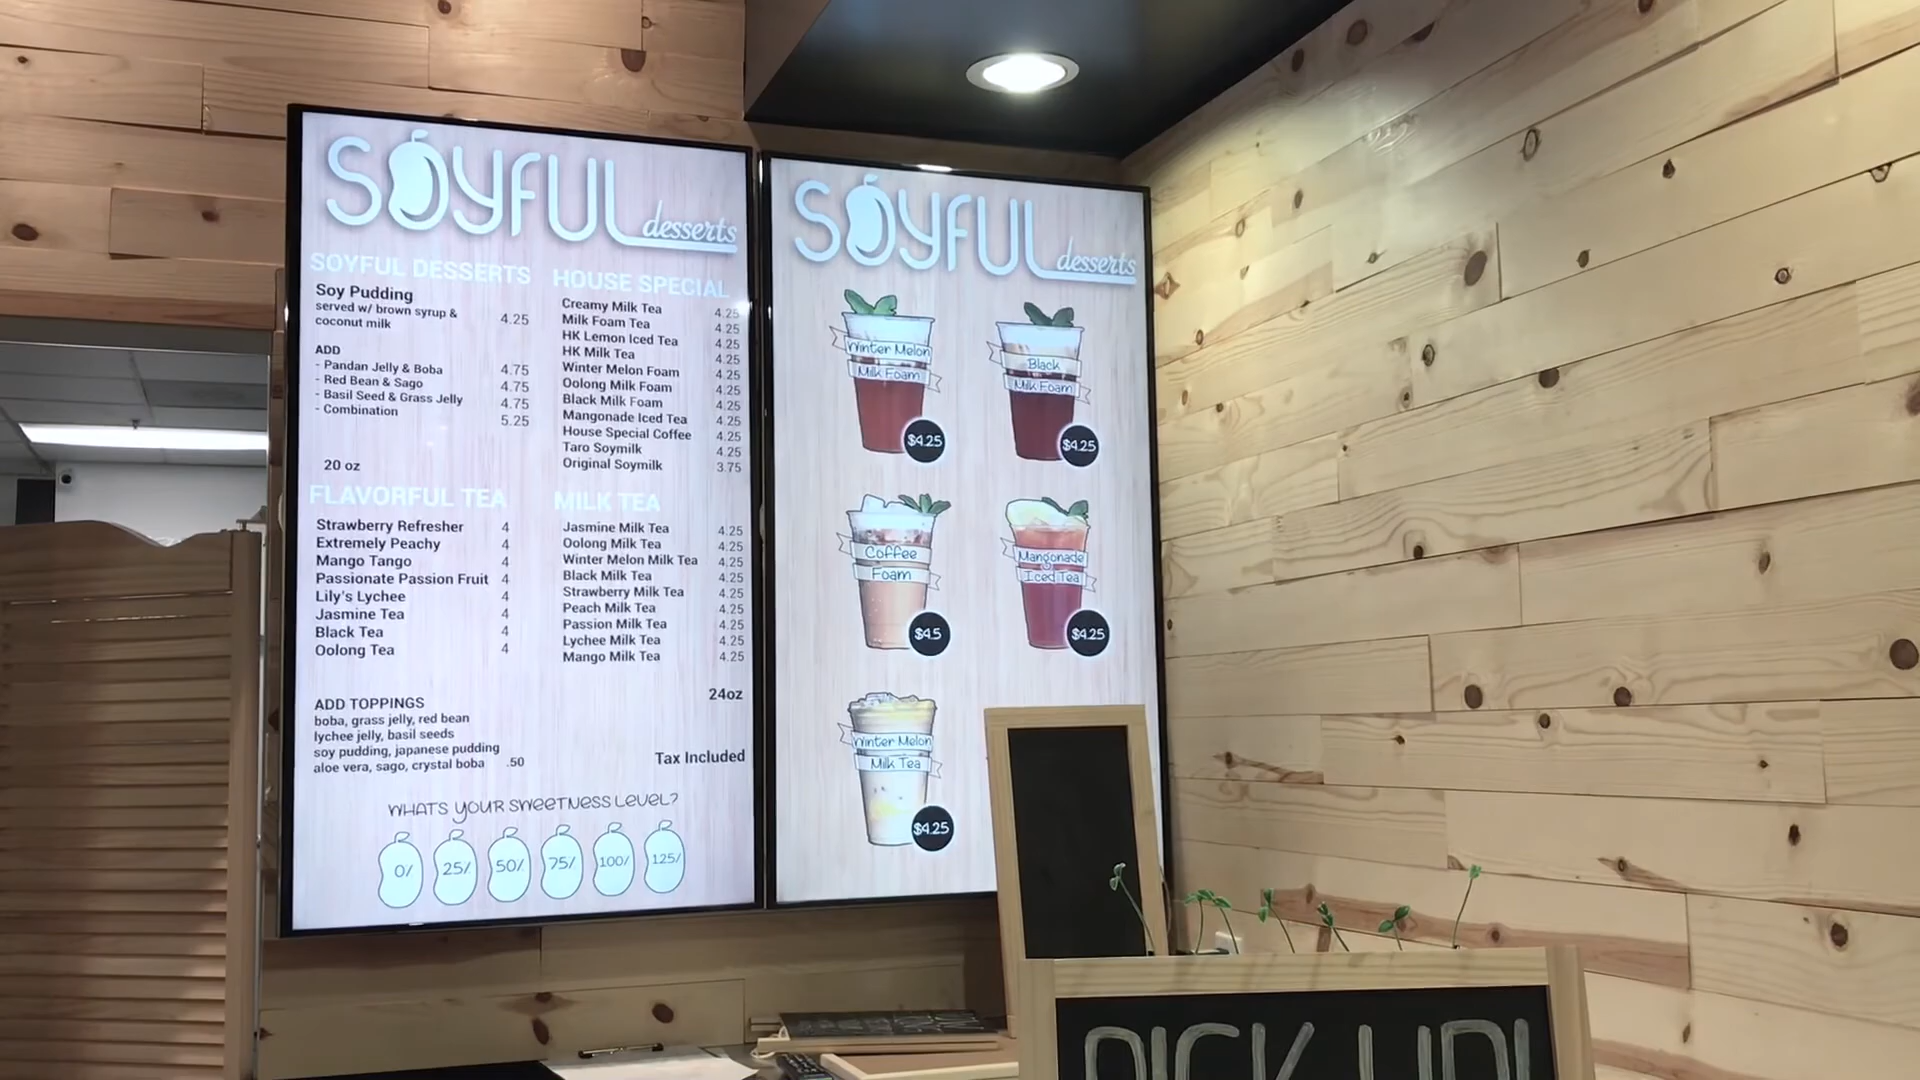 SOYFUL desserts
SOYFUL DESSERTS
Soy Pudding
served w/ brown syrup &
coconut milk 4.25
ADD
- Pandan Jelly & Boba 4.75
- Red Bean & Sago 4.75
- Basil Seed & Grass Jelly 4.75
- Combination 5.25
20 oz
FLAVORFUL TEA
Strawberry Refresher 4
Extremely Peachy 4
Mango Tango 4
Passionate Passion Fruit 4
Lily's Lychee 4
Jasmine Tea 4
Black Tea 4
Oolong Tea 4
ADD TOPPINGS
boba, grass jelly, red bean
lychee jelly, basil seeds
soy pudding, japanese pudding
aloe vera, sago, crystal boba .50
HOUSE SPECIAL
Creamy Milk Tea 4.25
Milk Foam Tea 4.25
HK Lemon Iced Tea 4.25
HK Milk Tea 4.25
Winter Melon Foam 4.25
Oolong Milk Foam 4.25
Black Milk Foam 4.25
Mangonade Iced Tea 4.25
House Special Coffee 4.25
Taro Soymilk 4.25
Original Soymilk 3.75
MILK TEA
Jasmine Milk Tea 4.25
Oolong Milk Tea 4.25
Winter Melon Milk Tea 4.25
Black Milk Tea 4.25
Strawberry Milk Tea 4.25
Peach Milk Tea 4.25
Passion Milk Tea 4.25
Lychee Milk Tea 4.25
Mango Milk Tea 4.25
24oz
Tax Included
WHATS YOUR SWEETNESS LEVEL?
0/ 25/ 50/ 75/ 100/ 125/
SOYFUL desserts
Winter Melon
Milk Foam
$4.25
Black
Milk Foam
$4.25
Coffee
Foam
$4.5
Mangonade
Iced Tea
$4.25
Winter Melon
Milk Tea
$4.25
PICK UP!